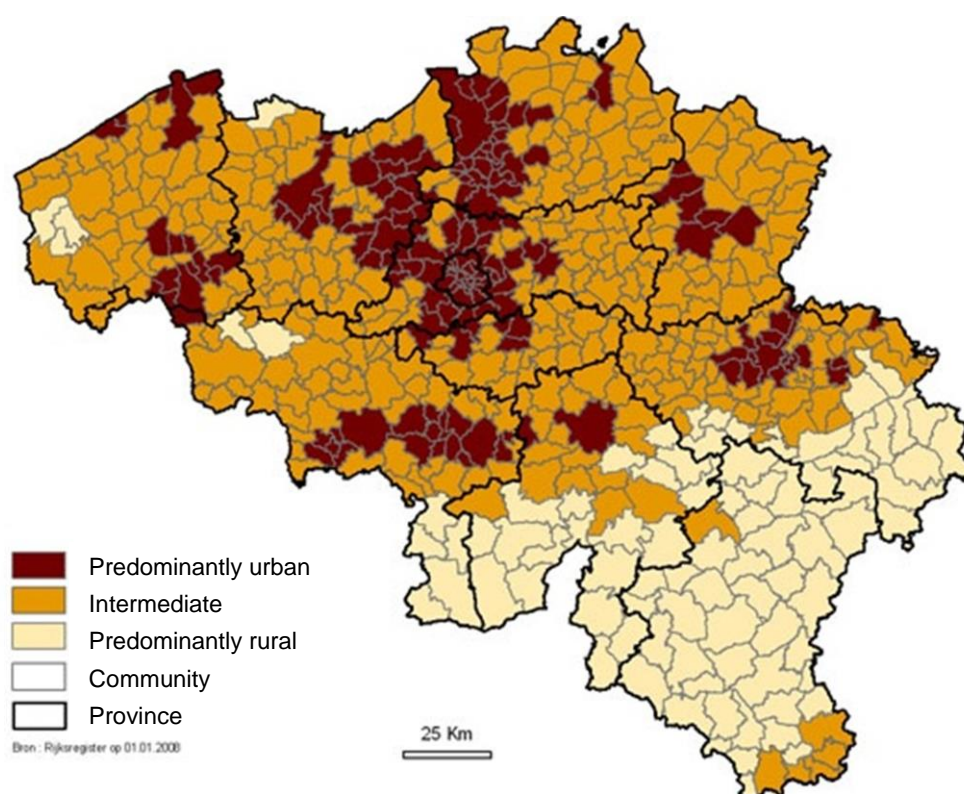 Predominantly urban
Intermediate
Predominantly rural
Community
Province
Bron : Rijksregister op 01.01.2008
25 Km